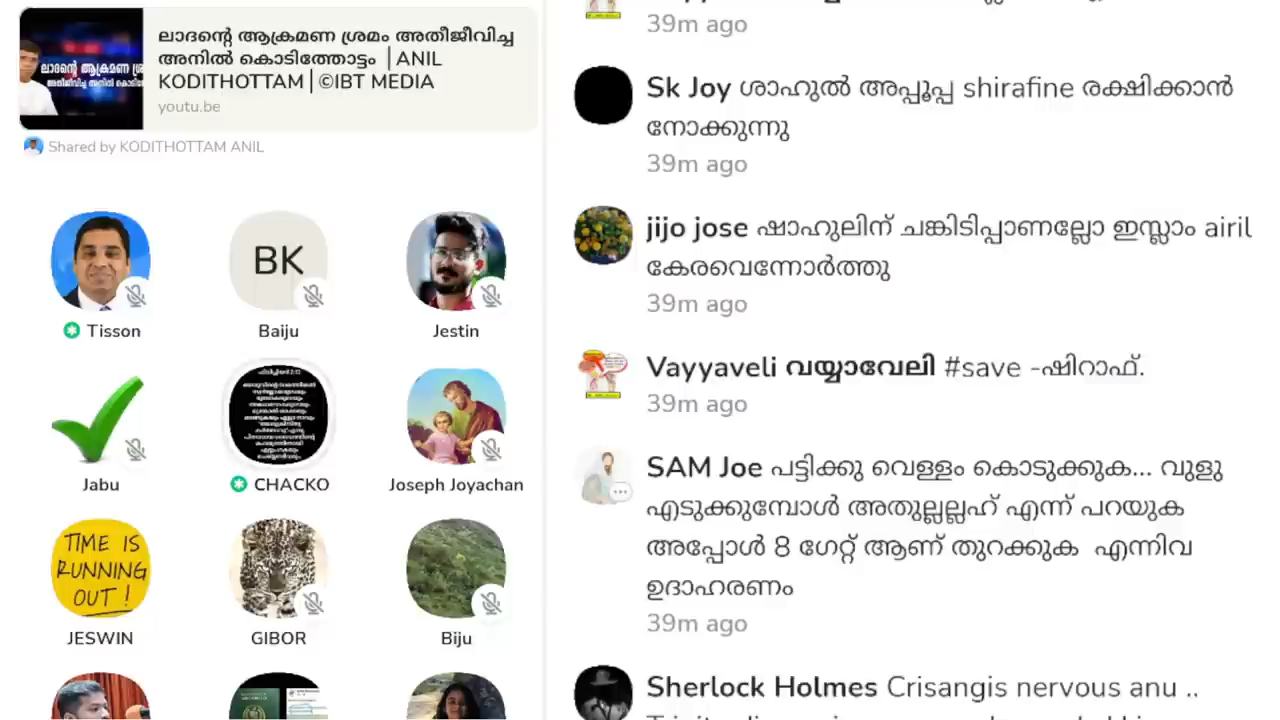 ലാദന്റെ ആക്രമണ ശ്രമം അതീജീവിച്ച
അനിൽ കൊടിത്തോട്ടം | ANIL
KODITHOTTAM | ©IBT MEDIA
youtu.be
Shared by KODITHOTTAM ANIL
Tisson
BK
Baiju
Jestin
Jabu
CHACKO
Joseph Joyachan
TIME IS
RUNNING
OUT!
JESWIN
GIBOR
Biju
39m ago
Sk Joy ശാഹുൽ അപ്പൂപ്പ shirafine രക്ഷിക്കാൻ
നോക്കുന്നു
39m ago
jijo jose ഷാഹുലിന് ചങ്കിടിപ്പാണല്ലോ ഇസ്ലാം airil
കേരവെന്നോർത്തു
39m ago
Vayyaveli വയ്യാവേലി #save -ഷിറാഫ്.
39m ago
SAM Joe പട്ടിക്കു വെള്ളം കൊടുക്കുക... വുളു
എടുക്കുമ്പോൾ അതുല്ലല്ലഹ് എന്ന് പറയുക
അപ്പോൾ 8 ഗേറ്റ് ആണ് തുറക്കുക എന്നിവ
ഉദാഹരണം
39m ago
Sherlock Holmes Crisangis nervous anu ..